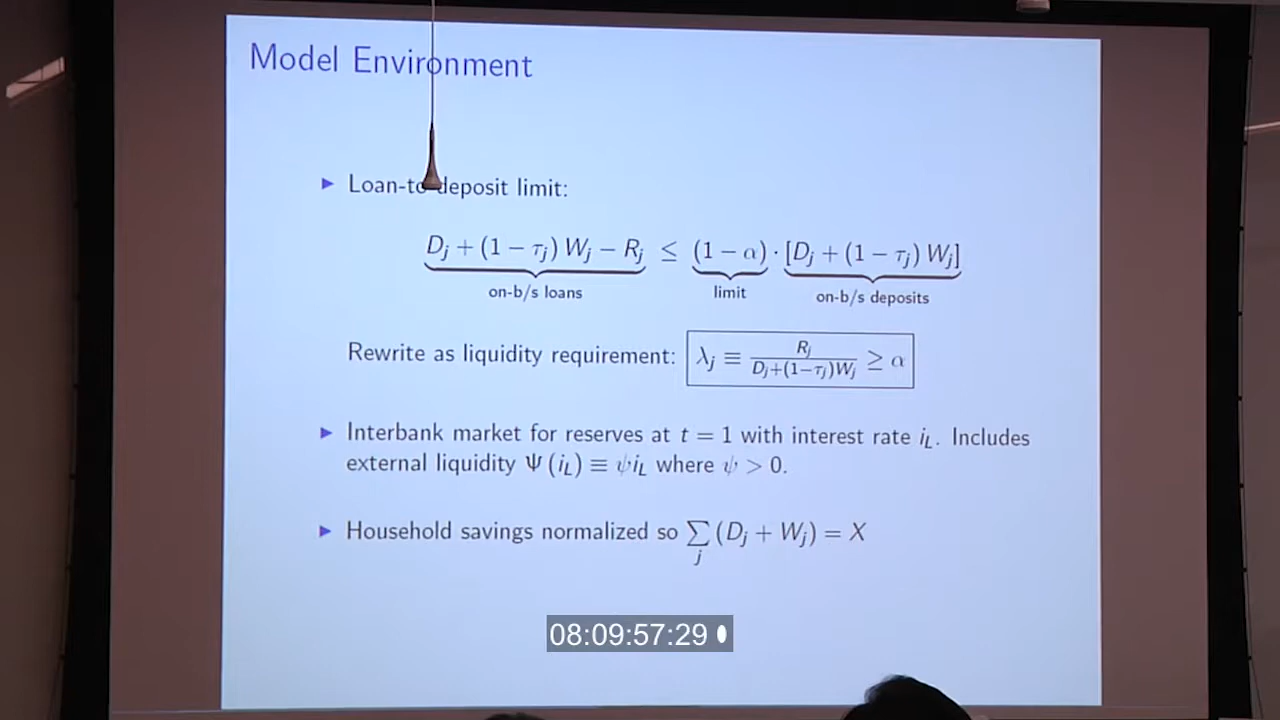 Model Environment
Loan-to-deposit limit:
D_j + (1 − τ_j) W_j − R_j ≤ (1 − α) · [D_j + (1 − τ_j) W_j]
on-b/s loans limit on-b/s deposits
Rewrite as liquidity requirement: λ_j ≡ R_j / (D_j+(1−τ_j)W_j) ≥ α
Interbank market for reserves at t = 1 with interest rate i_L. Includes
external liquidity Ψ (i_L) ≡ ψi_L where ψ > 0.
Household savings normalized so ∑_j (D_j + W_j) = X
08:09:57:29